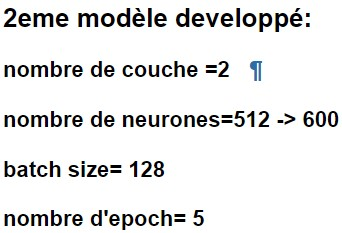 2eme modèle developpé:
nombre de couche =2 ¶
nombre de neurones=512 -> 600
batch size= 128
nombre d'epoch= 5